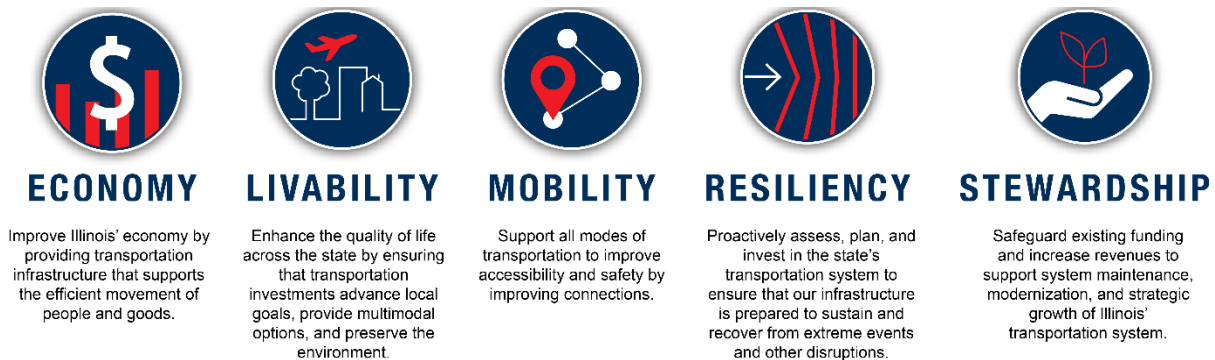 $
ECONOMY
Improve Illinois’ economy by
providing transportation
infrastructure that supports
the efficient movement of
people and goods.
LIVABILITY
Enhance the quality of life
across the state by ensuring
that transportation
investments advance local
goals, provide multimodal
options, and preserve the
environment.
MOBILITY
Support all modes of
transportation to improve
accessibility and safety by
improving connections.
RESILIENCY
Proactively assess, plan, and
invest in the state’s
transportation system to
ensure that our infrastructure
is prepared to sustain and
recover from extreme events
and other disruptions.
STEWARDSHIP
Safeguard existing funding
and increase revenues to
support system maintenance,
modernization, and strategic
growth of Illinois’
transportation system.